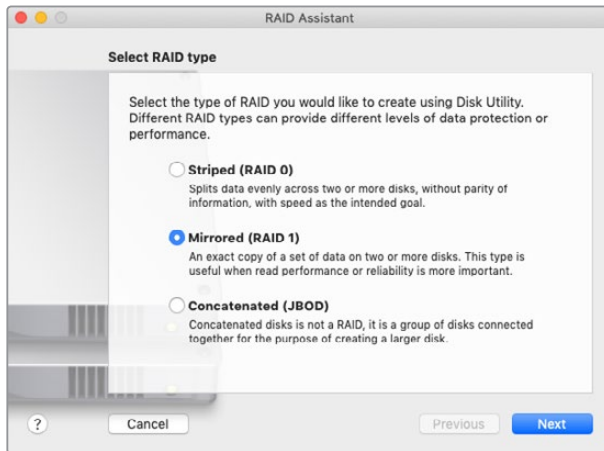 RAID Assistant
Select RAID type
Select the type of RAID you would like to create using Disk Utility.
Different RAID types can provide different levels of data protection or
performance.
Striped (RAID 0)
Splits data evenly across two or more disks, without parity of
information, with speed as the intended goal.
Mirrored (RAID 1)
An exact copy of a set of data on two or more disks. This type is
useful when read performance or reliability is more important.
Concatenated (JBOD)
Concatenated disks is not a RAID, it is a group of disks connected
together for the purpose of creating a larger disk.
?
Cancel
Previous
Next